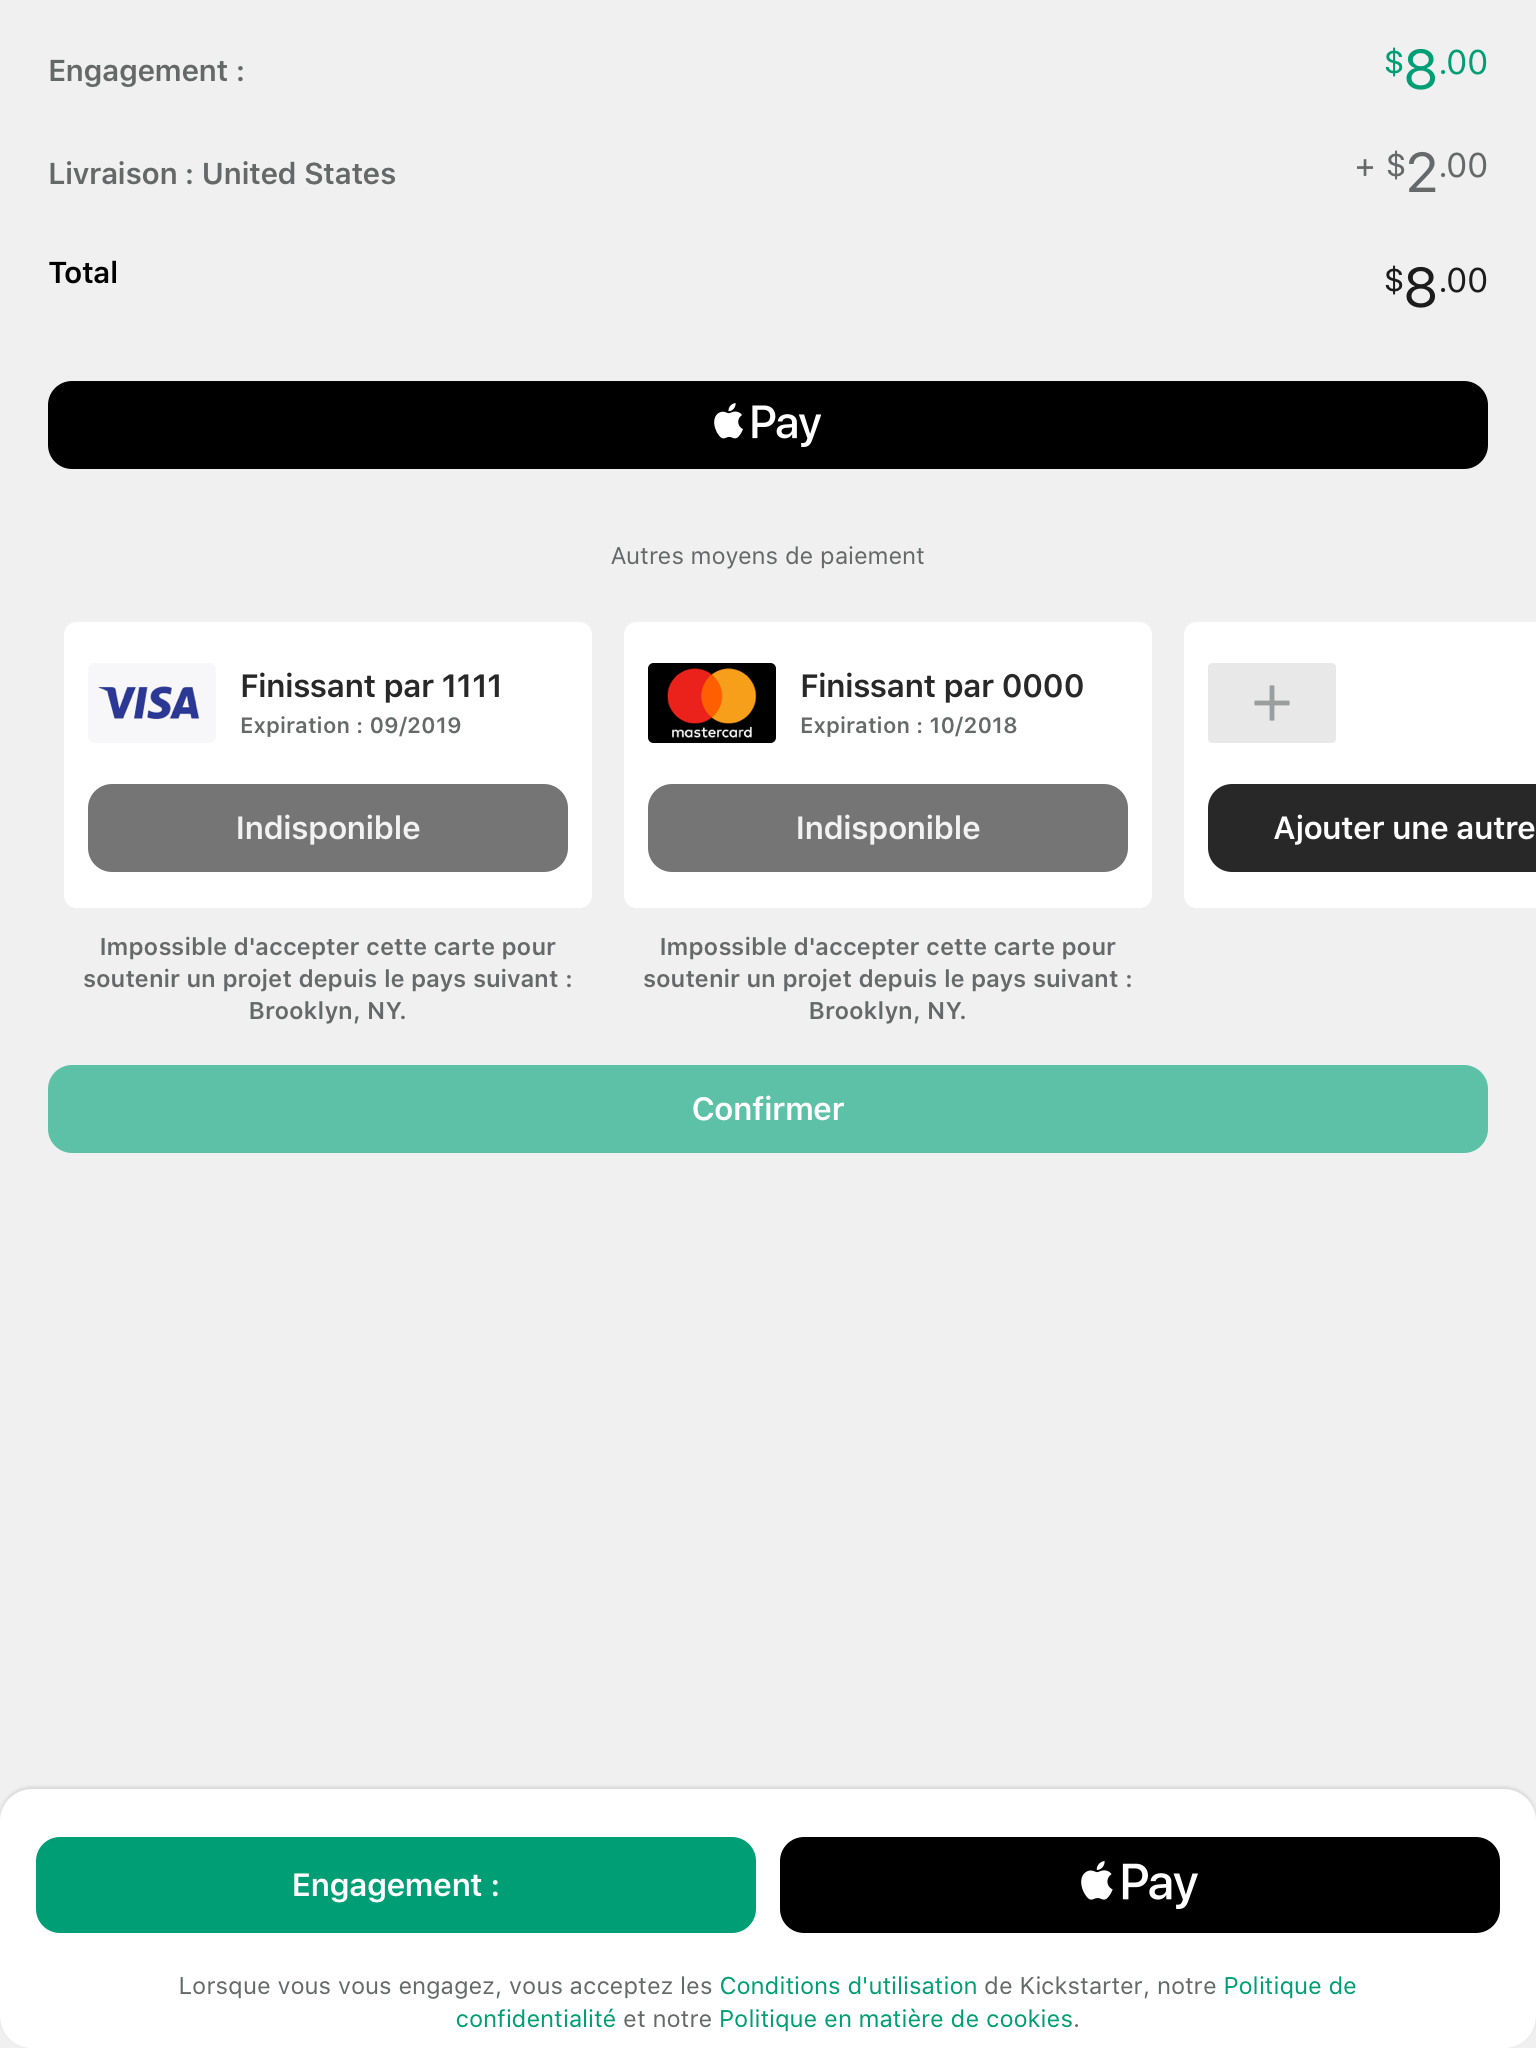 Engagement : $8.00
Livraison : United States + $2.00
Total $8.00
Pay
Autres moyens de paiement
VISA Finissant par 1111
Expiration : 09/2019
Indisponible
Impossible d'accepter cette carte pour
soutenir un projet depuis le pays suivant :
Brooklyn, NY.
mastercard Finissant par 0000
Expiration : 10/2018
Indisponible
Impossible d'accepter cette carte pour
soutenir un projet depuis le pays suivant :
Brooklyn, NY.
+
Ajouter une autre
Confirmer
Engagement :
Pay
Lorsque vous vous engagez, vous acceptez les Conditions d'utilisation de Kickstarter, notre Politique de
confidentialité et notre Politique en matière de cookies.